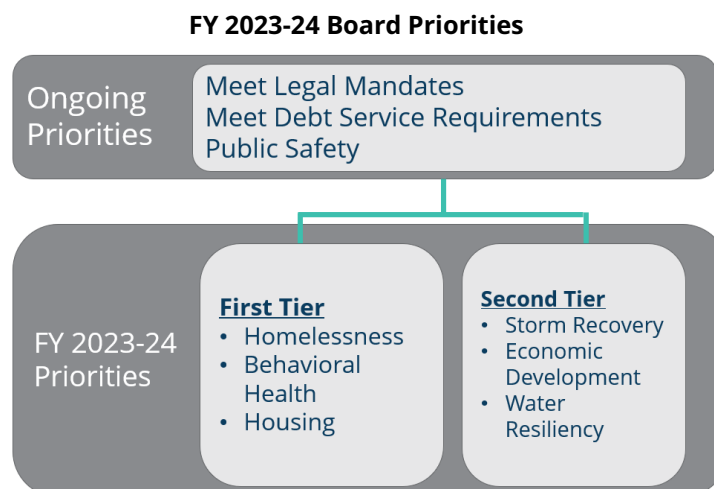 FY 2023-24 Board Priorities
Ongoing
Priorities
Meet Legal Mandates
Meet Debt Service Requirements
Public Safety
FY 2023-24
Priorities
First Tier
• Homelessness
• Behavioral
Health
• Housing
Second Tier
• Storm Recovery
• Economic
Development
• Water
Resiliency